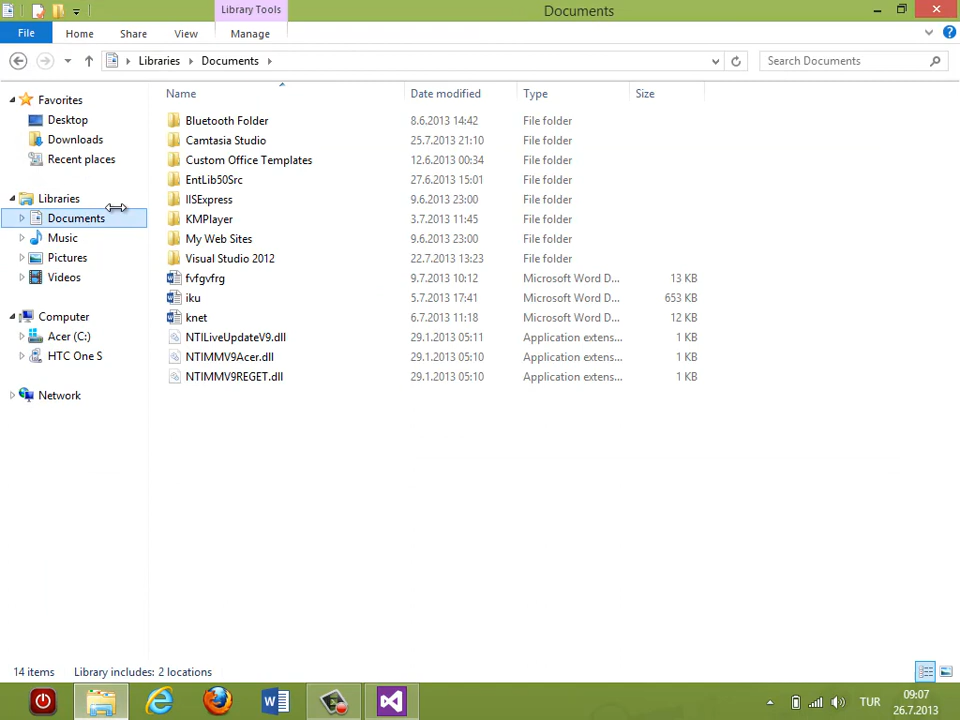 Library Tools
Documents
File
Home
Share
View
Manage
Libraries
Documents
Search Documents
Name
Date modified
Type
Size
Favorites
Desktop
Downloads
Recent places
Libraries
Documents
Music
Pictures
Videos
Computer
Acer (C:)
HTC One S
Network
Bluetooth Folder 8.6.2013 14:42 File folder
Camtasia Studio 25.7.2013 21:10 File folder
Custom Office Templates 12.6.2013 00:34 File folder
EntLib50Src 27.6.2013 15:01 File folder
IISExpress 9.6.2013 23:00 File folder
KMPlayer 3.7.2013 11:45 File folder
My Web Sites 9.6.2013 23:00 File folder
Visual Studio 2012 22.7.2013 13:23 File folder
fvfgvfrg 9.7.2013 10:12 Microsoft Word D... 13 KB
iku 5.7.2013 17:41 Microsoft Word D... 653 KB
knet 6.7.2013 11:18 Microsoft Word D... 12 KB
NTILiveUpdateV9.dll 29.1.2013 05:11 Application extens... 1 KB
NTIMMV9Acer.dll 29.1.2013 05:10 Application extens... 1 KB
NTIMMV9REGET.dll 29.1.2013 05:10 Application extens... 1 KB
14 items
Library includes: 2 locations
TUR
09:07
26.7.2013